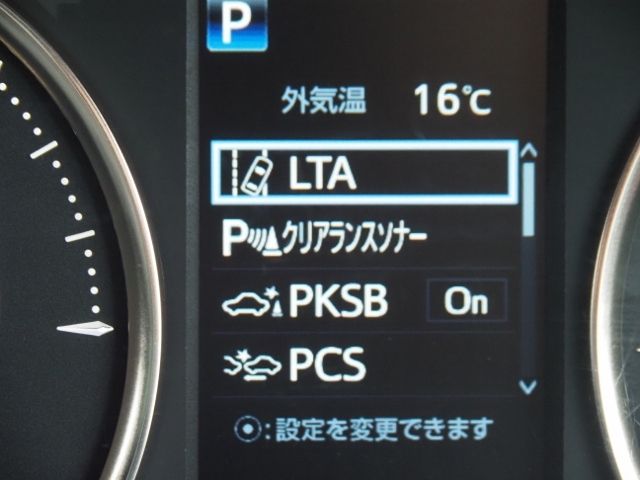 P
外気温 16℃
LTA
P クリアランスソナー
PKSB On
PCS
⦿:設定を変更できます